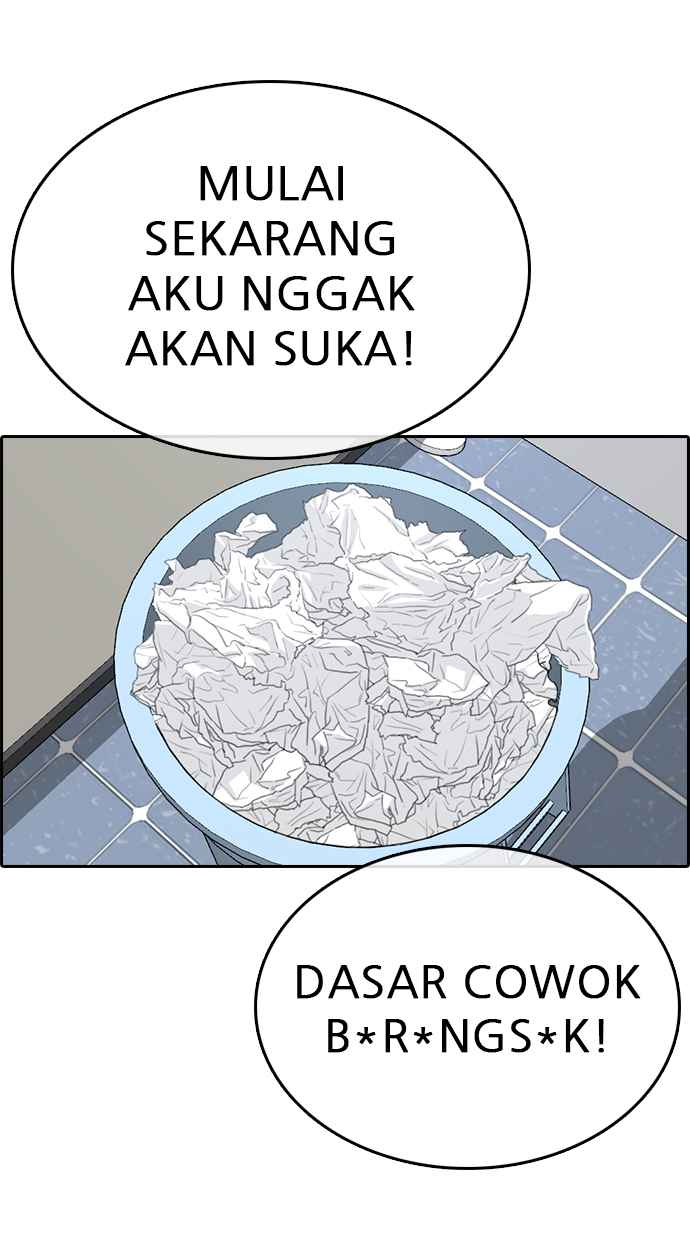 MULAI
SEKARANG
AKU NGGAK
AKAN SUKA!
DASAR COWOK
B*R*NGS*K!